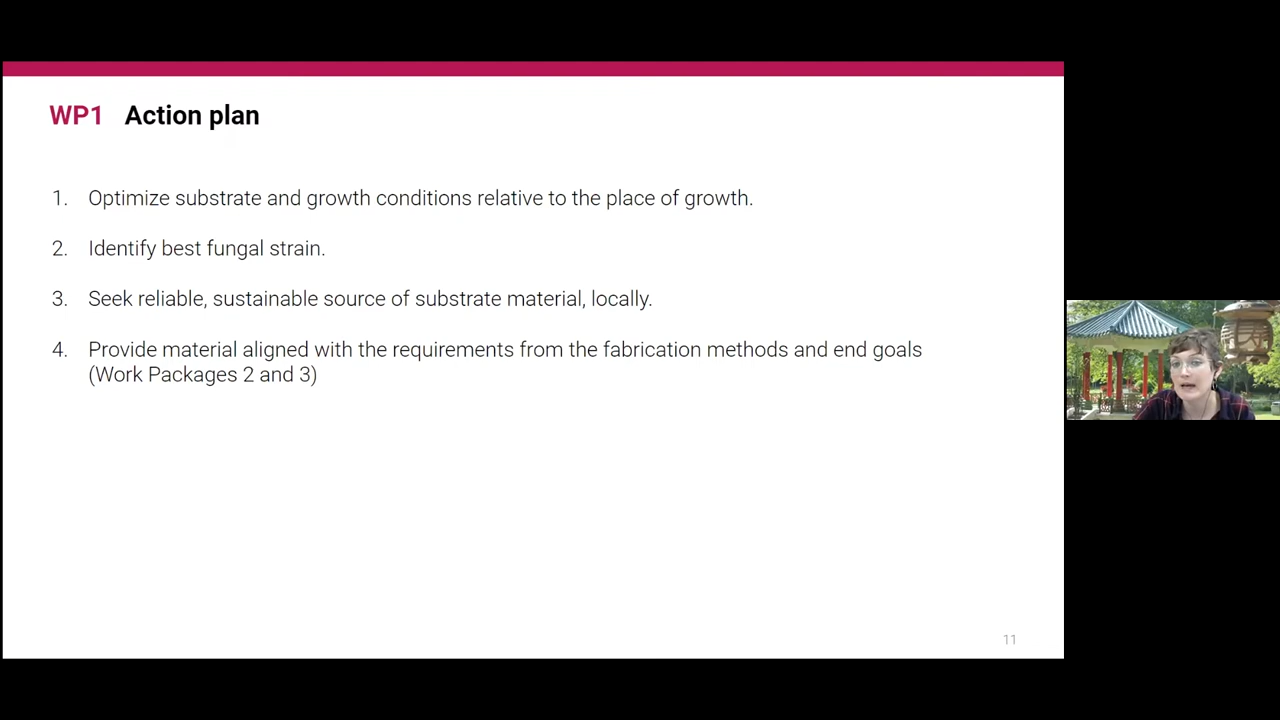 WP1 Action plan
1. Optimize substrate and growth conditions relative to the place of growth.
2. Identify best fungal strain.
3. Seek reliable, sustainable source of substrate material, locally.
4. Provide material aligned with the requirements from the fabrication methods and end goals
(Work Packages 2 and 3)
11